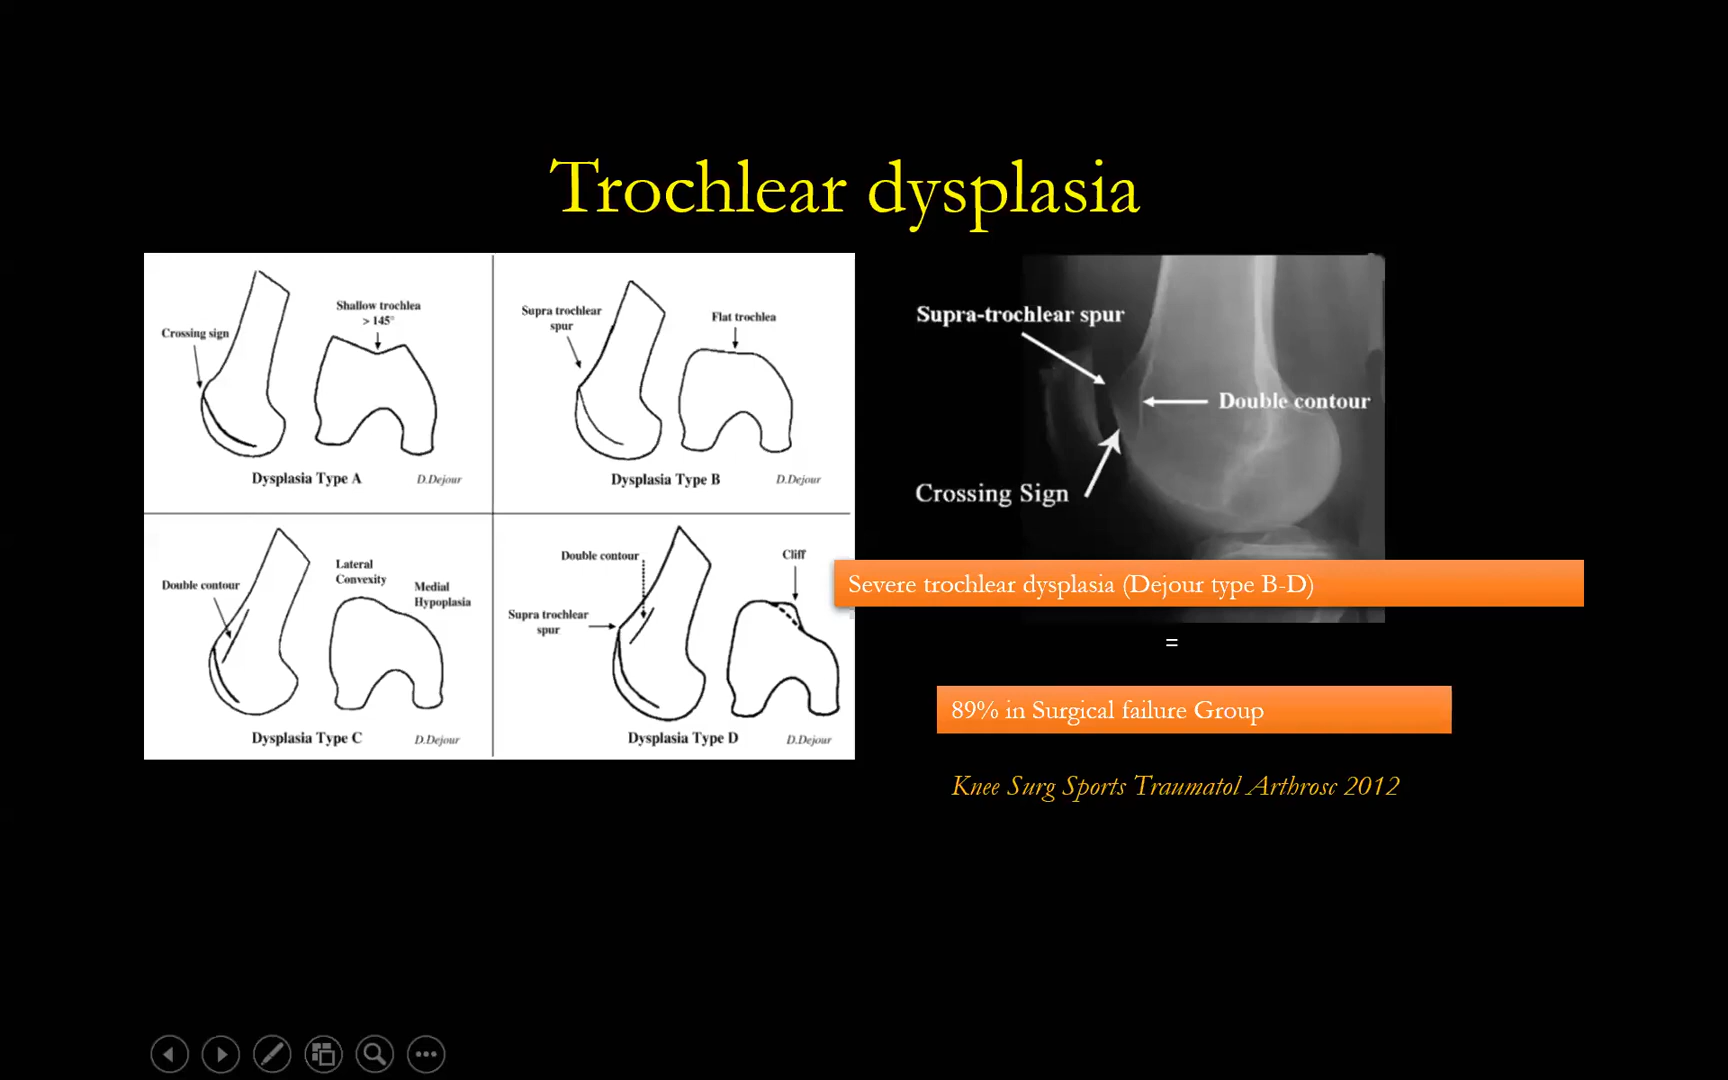 Trochlear dysplasia
Crossing sign
Shallow trochlea
> 145°
Dysplasia Type A
D.Dejour
Supra trochlear
spur
Flat trochlea
Dysplasia Type B
D.Dejour
Double contour
Lateral
Convexity
Medial
Hypoplasia
Dysplasia Type C
D.Dejour
Double contour
Cliff
Supra trochlear
spur
Dysplasia Type D
D.Dejour
Supra-trochlear spur
Double contour
Crossing Sign
Severe trochlear dysplasia (Dejour type B-D)
=
89% in Surgical failure Group
Knee Surg Sports Traumatol Arthrosc 2012